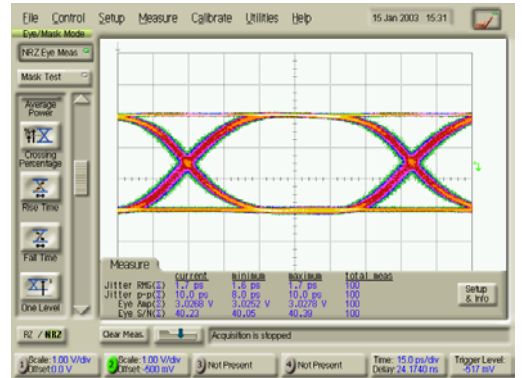 File Control Setup Measure Calibrate Utilities Help 15 Jan 2003 15:31
Eye/Mask Mode
NRZ Eye Meas
Mask Test
Average
Power
Crossing
Percentage
Rise Time
Fall Time
One Level
Measure
current minimum maximum total meas
Jitter RMS(Σ) 1.7 ps 1.6 ps 1.7 ps 100
Jitter p-p(Σ) 10.0 ps 8.0 ps 10.0 ps 100
Eye Amp(Σ) 3.0268 V 3.0252 V 3.0278 V 100
Eye S/N(Σ) 40.23 40.05 40.39 100
Setup
& Info
RZ / NRZ
Clear Meas.
Acquisition is stopped
1) Scale: 1.00 V/div
Offset: 0.0 V
2) Scale: 1.00 V/div
Offset: -500 mV
3) Not Present
4) Not Present
Time: 15.0 ps/div
Delay: 24.1740 ns
Trigger Level:
-517 mV